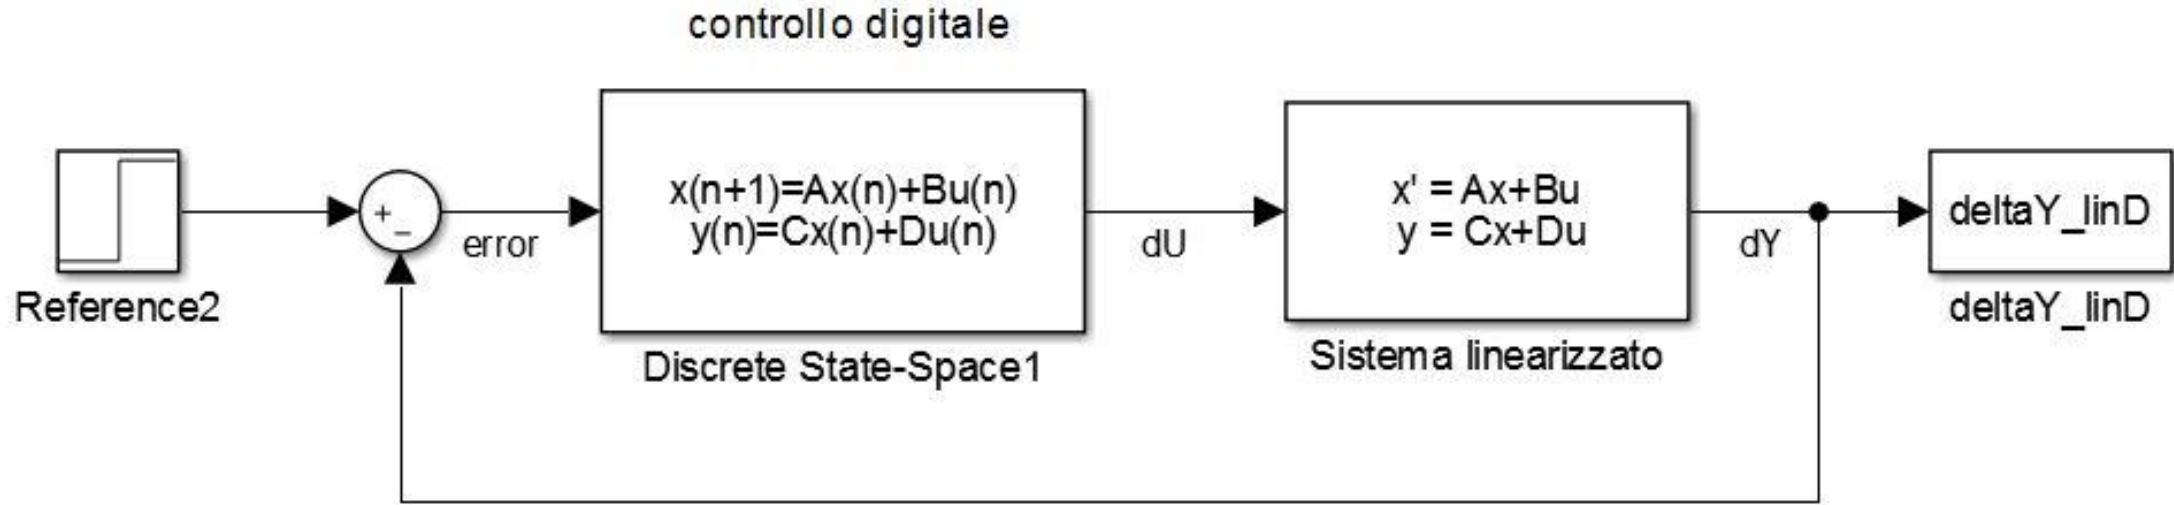 controllo digitale
Reference2
+
−
error
x(n+1)=Ax(n)+Bu(n)
y(n)=Cx(n)+Du(n)
Discrete State-Space1
dU
x' = Ax+Bu
y = Cx+Du
Sistema linearizzato
dY
deltaY_linD
deltaY_linD